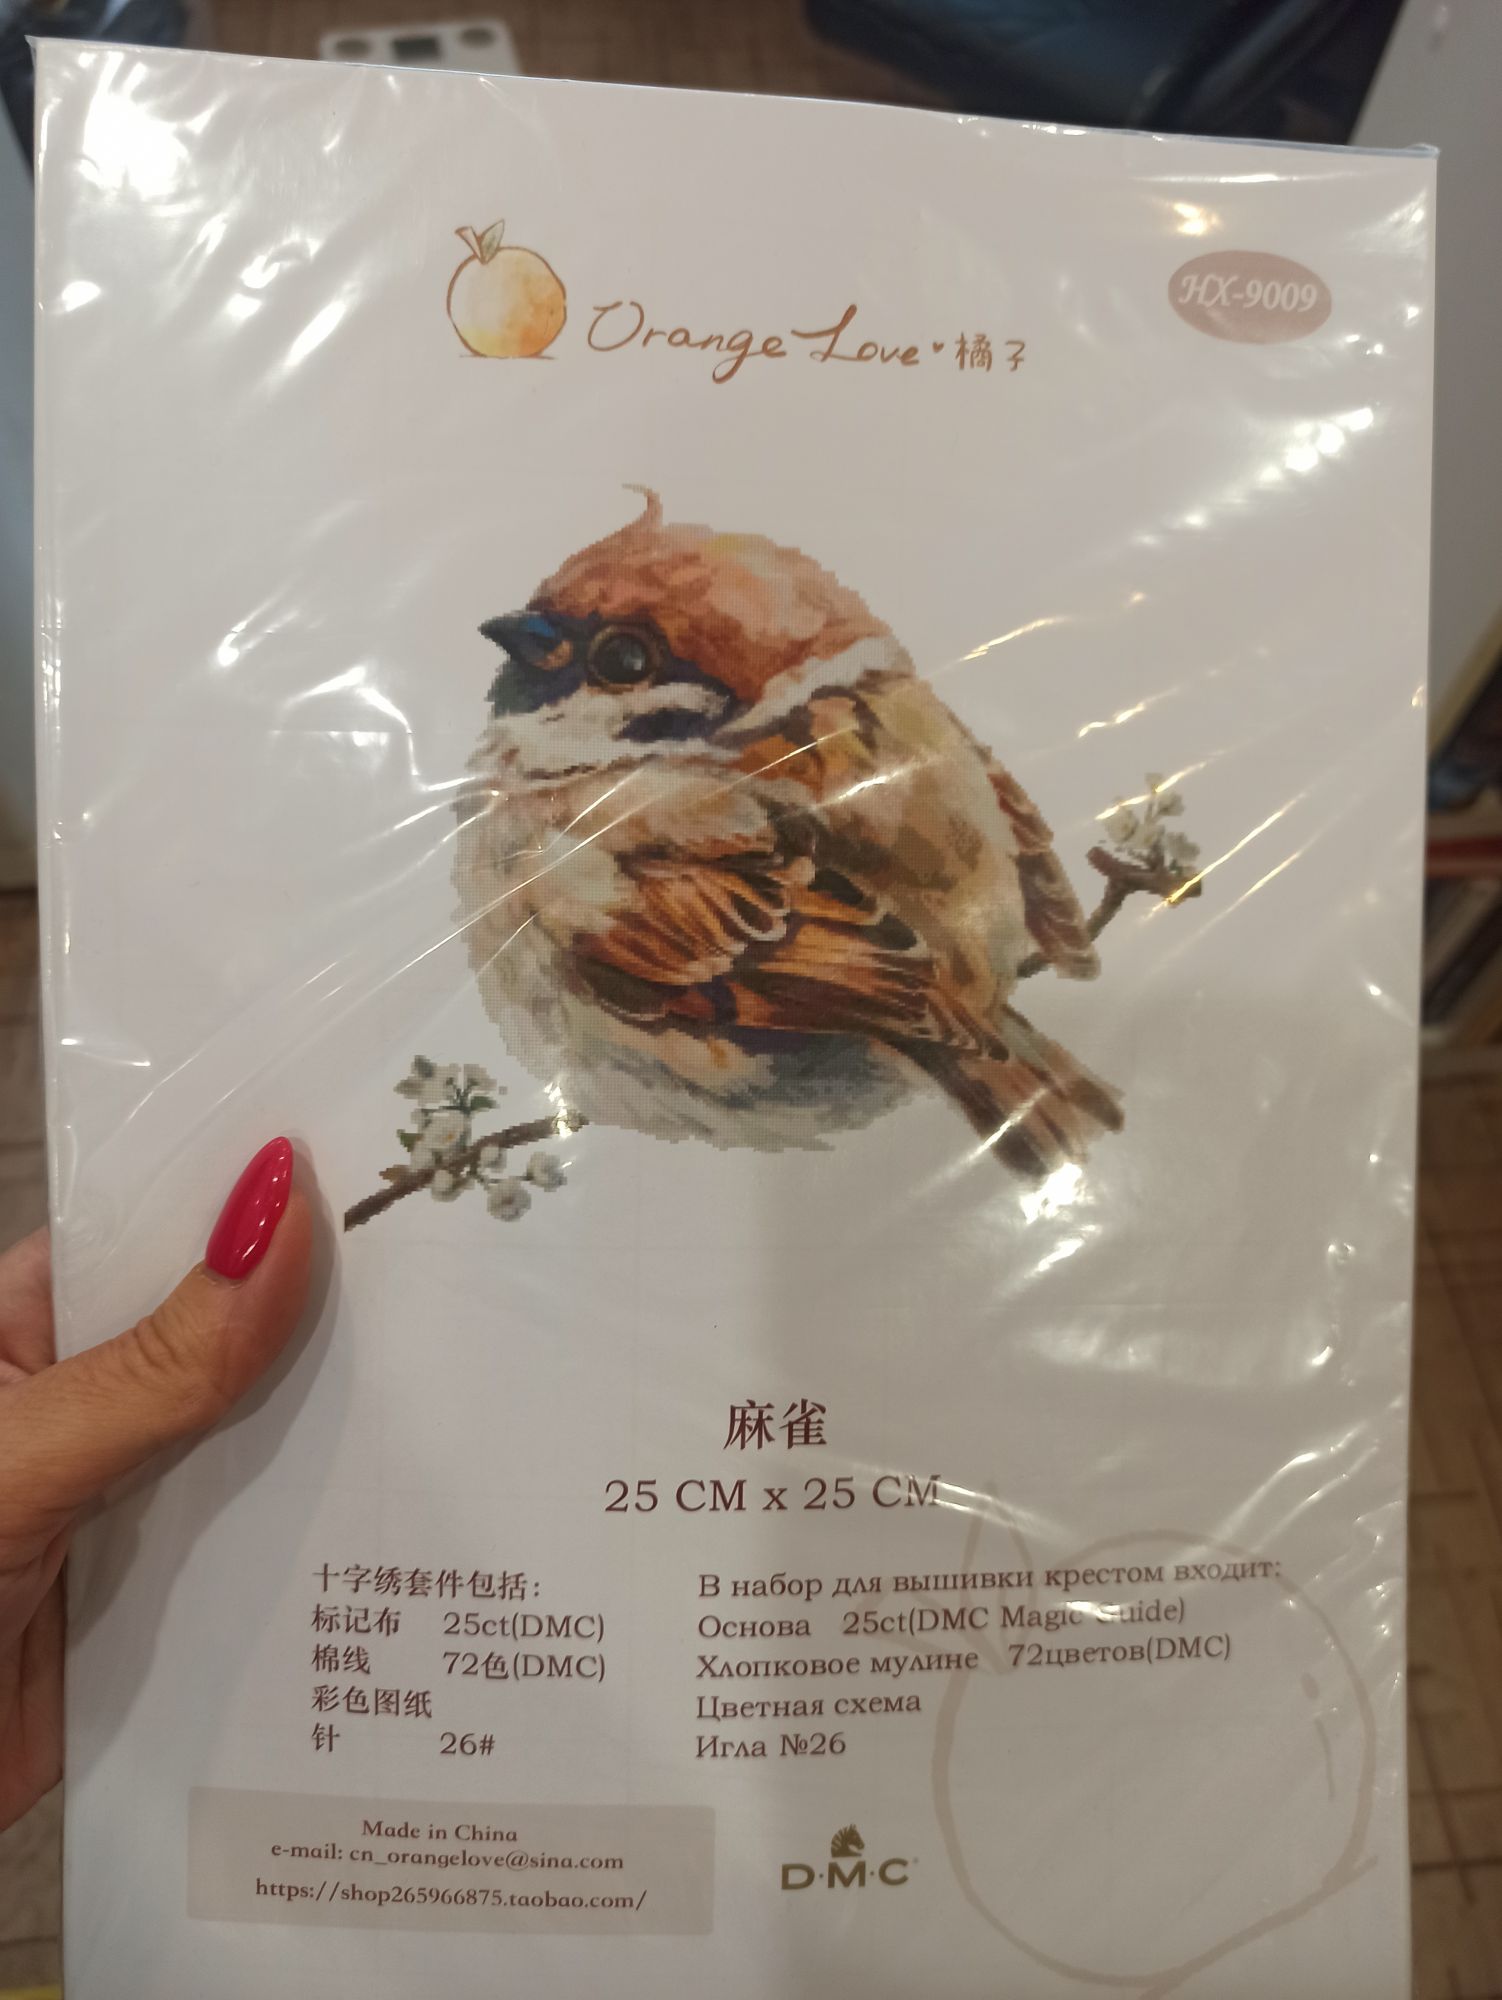 Orange Love 橘子
HX-9009
麻雀
25 CM x 25 CM
十字绣套件包括:
标记布 25ct(DMC)
棉线 72色(DMC)
彩色图纸
针 26#
В набор для вышивки крестом входит:
Основа 25ct(DMC Magic Guide)
Хлопковое мулине 72цветов(DMC)
Цветная схема
Игла №26
Made in China
e-mail: cn_orangelove@sina.com
https://shop265966875.taobao.com/
D·M·C